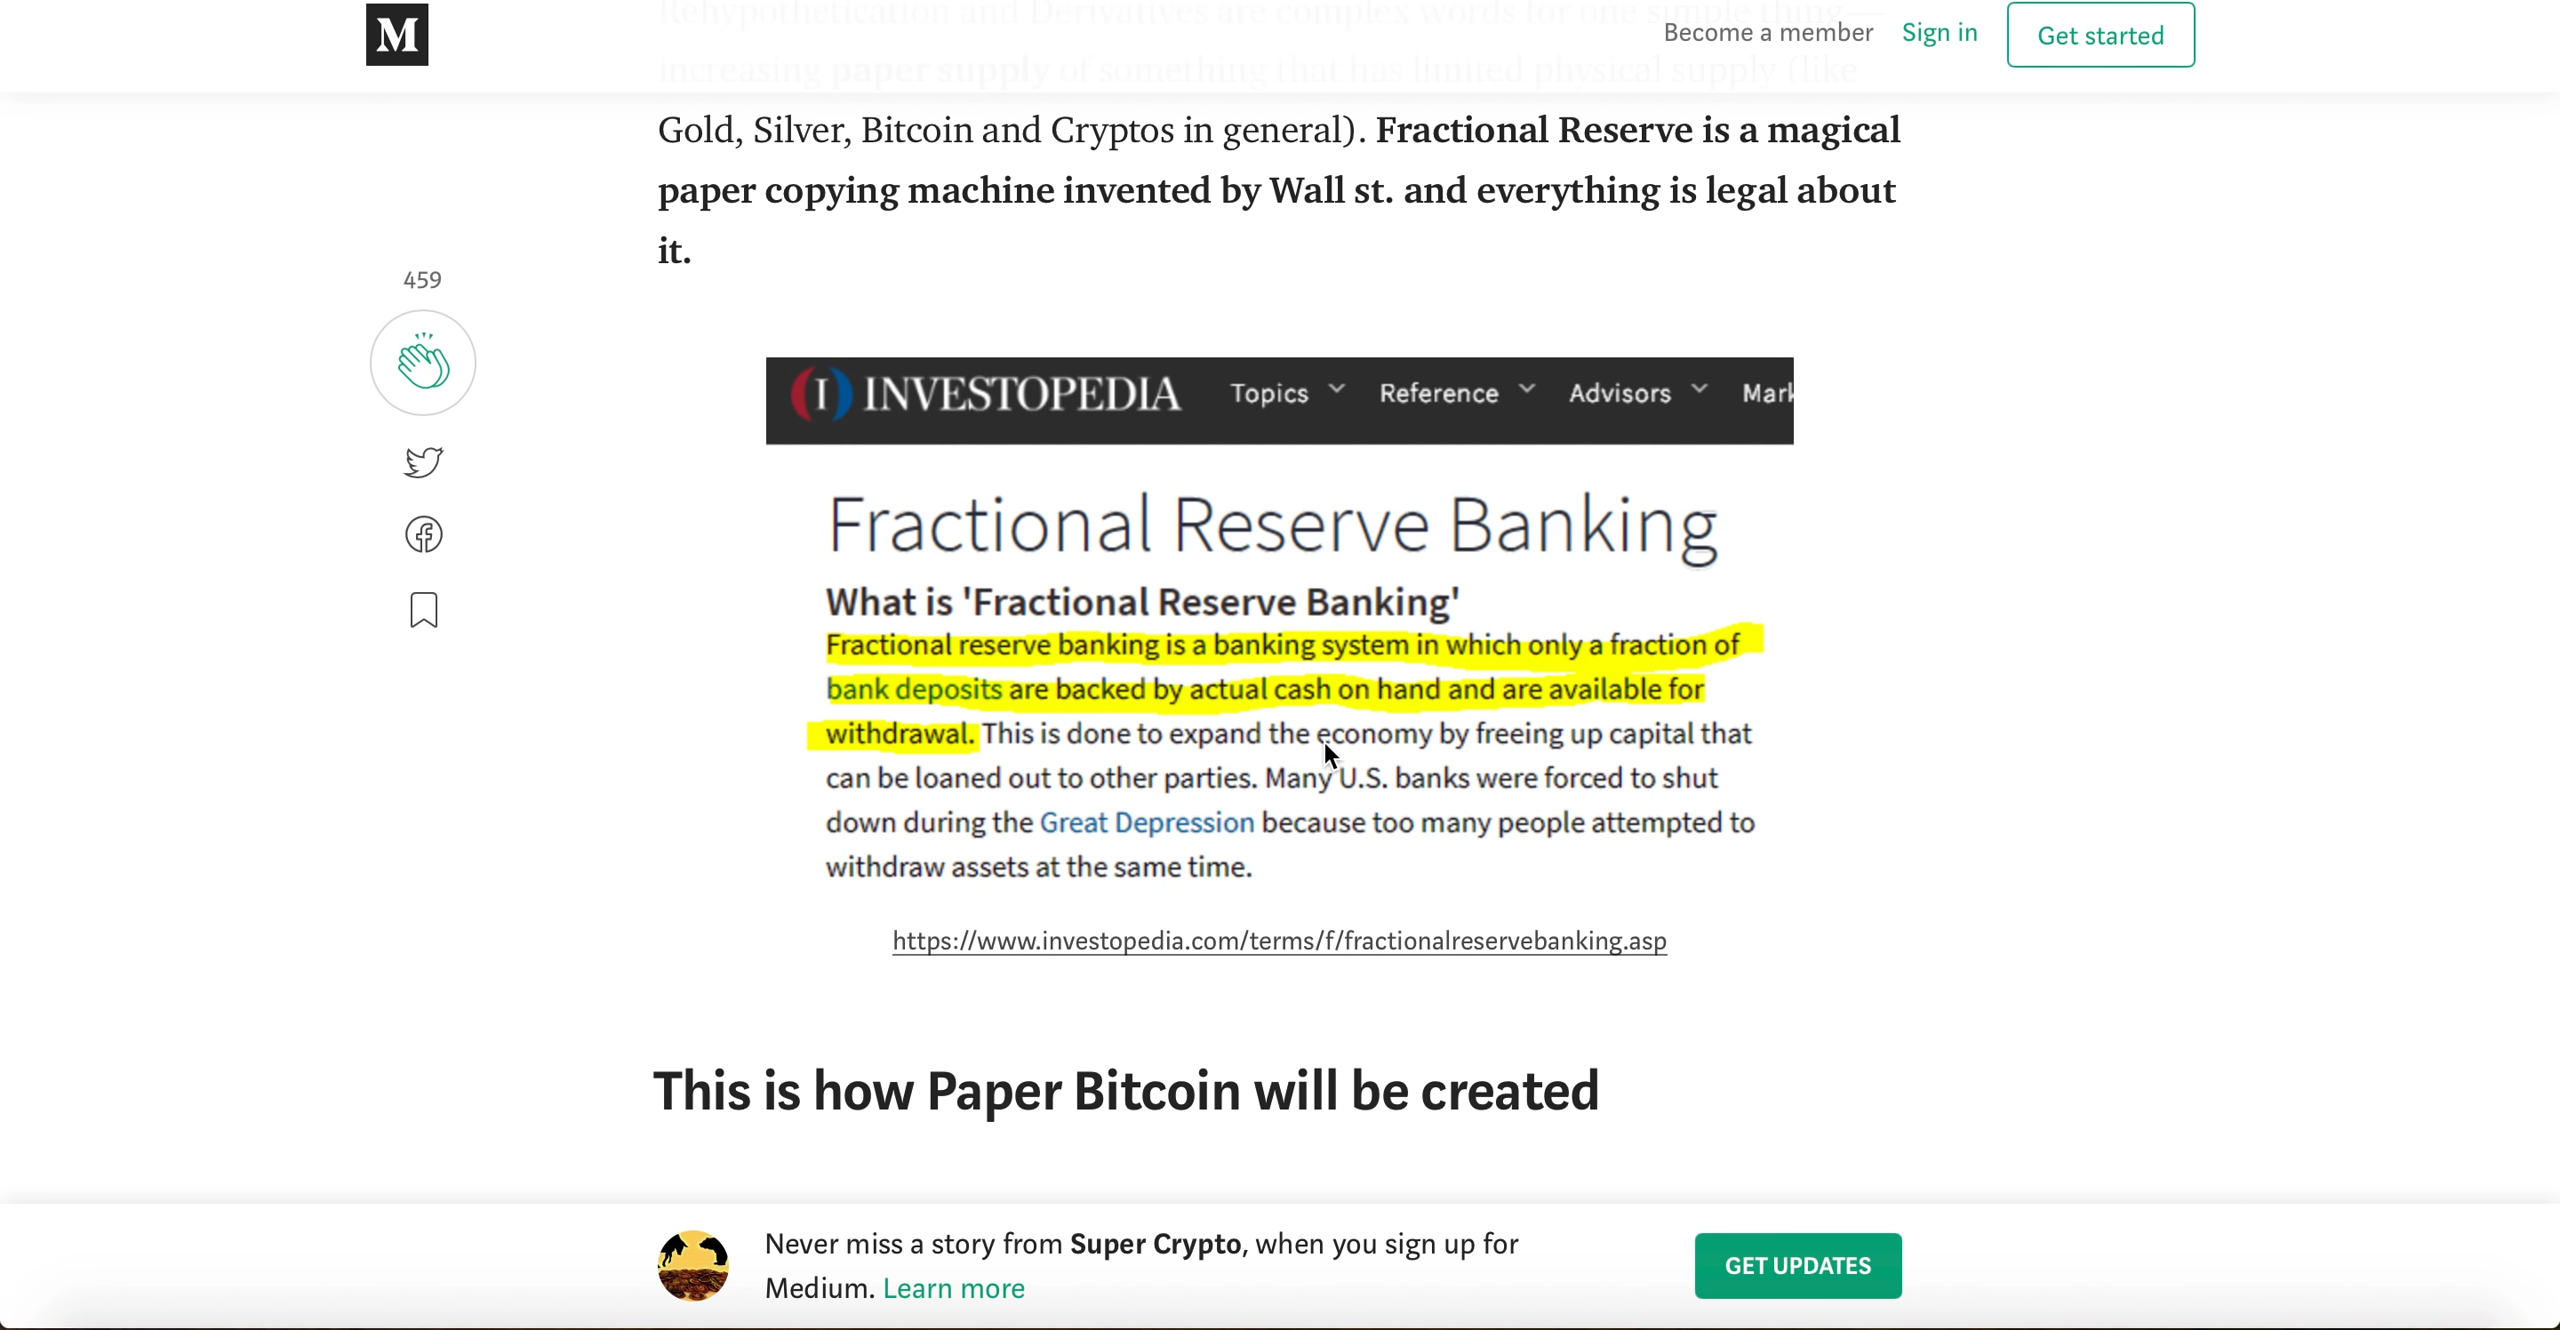 Rehypothetication and Derivatives are complex words for one simple thing—
increasing paper supply of something that has limited physical supply (like
M
Become a member Sign in Get started
Gold, Silver, Bitcoin and Cryptos in general). Fractional Reserve is a magical
paper copying machine invented by Wall st. and everything is legal about
it.
459
I INVESTOPEDIA Topics Reference Advisors Mark
Fractional Reserve Banking
What is 'Fractional Reserve Banking'
Fractional reserve banking is a banking system in which only a fraction of
bank deposits are backed by actual cash on hand and are available for
withdrawal. This is done to expand the economy by freeing up capital that
can be loaned out to other parties. Many U.S. banks were forced to shut
down during the Great Depression because too many people attempted to
withdraw assets at the same time.
https://www.investopedia.com/terms/f/fractionalreservebanking.asp
This is how Paper Bitcoin will be created
Never miss a story from Super Crypto, when you sign up for
Medium. Learn more
GET UPDATES